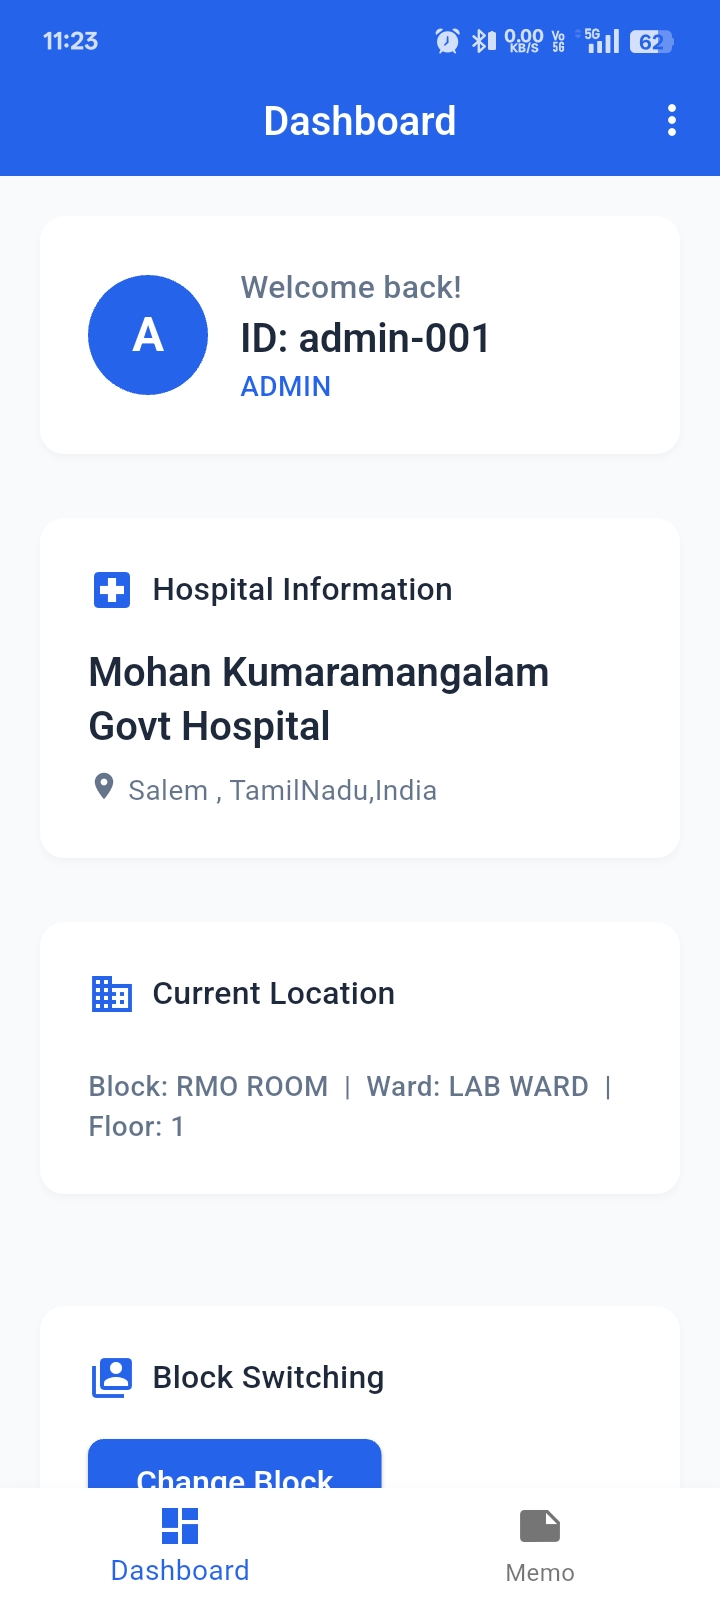 11:23
0.00
KB/S
Vo
5G
5G
62
Dashboard
A
Welcome back!
ID: admin-001
ADMIN
Hospital Information
Mohan Kumaramangalam
Govt Hospital
Salem , TamilNadu,India
Current Location
Block: RMO ROOM | Ward: LAB WARD |
Floor: 1
Block Switching
Change Block
Dashboard
Memo